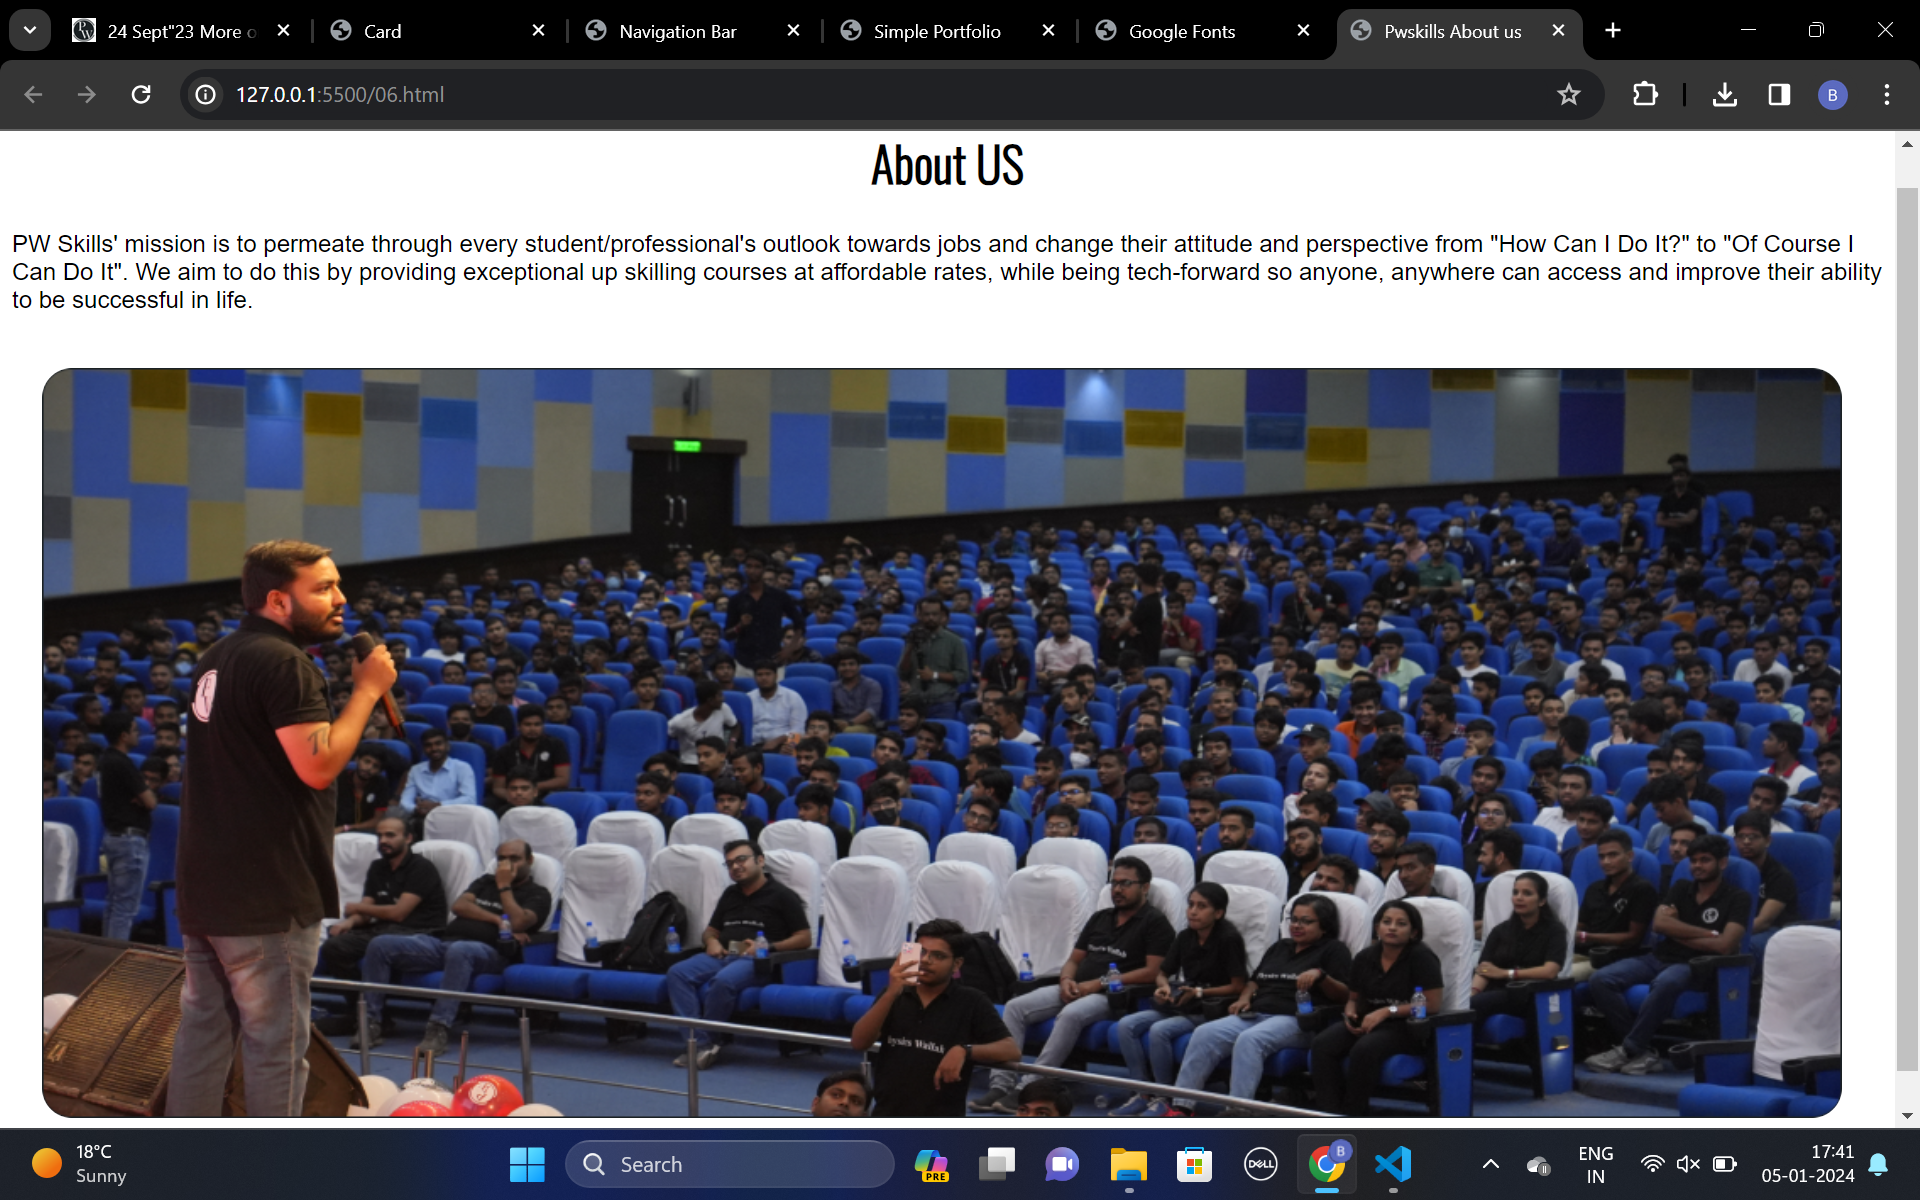 24 Sept"23 More o
Card
Navigation Bar
Simple Portfolio
Google Fonts
Pwskills About us
127.0.0.1:5500/06.html
B
About US
PW Skills' mission is to permeate through every student/professional's outlook towards jobs and change their attitude and perspective from "How Can I Do It?" to "Of Course I
Can Do It". We aim to do this by providing exceptional up skilling courses at affordable rates, while being tech-forward so anyone, anywhere can access and improve their ability
to be successful in life.
Physics Wallah
18°C
Sunny
Search
PRE
DELL
B
ENG
IN
17:41
05-01-2024